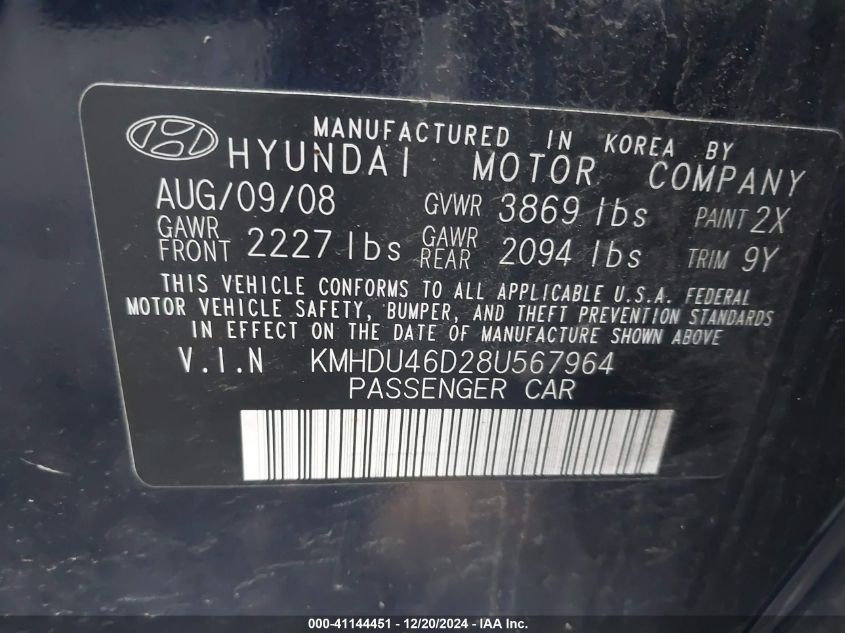 MANUFACTURED IN KOREA BY
HYUNDAI MOTOR COMPANY
AUG/09/08 GVWR 3869 lbs PAINT 2X
GAWR FRONT 2227 lbs GAWR REAR 2094 lbs TRIM 9Y
THIS VEHICLE CONFORMS TO ALL APPLICABLE U.S.A. FEDERAL
MOTOR VEHICLE SAFETY, BUMPER, AND THEFT PREVENTION STANDARDS
IN EFFECT ON THE DATE OF MANUFACTURE SHOWN ABOVE
V.I.N KMHDU46D28U567964
PASSENGER CAR
000-41144451 - 12/20/2024 - IAA Inc.